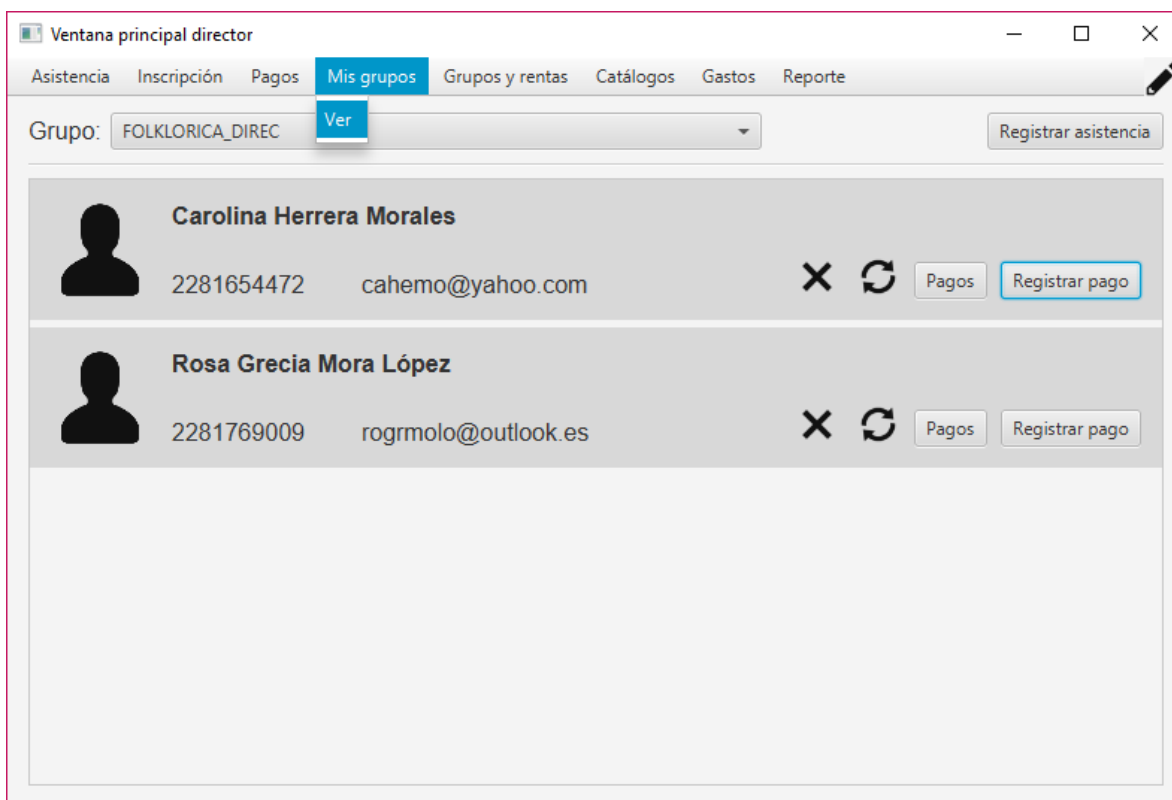 Ventana principal director
Asistencia Inscripción Pagos Mis grupos Grupos y rentas Catálogos Gastos Reporte
Ver
Grupo: FOLKLORICA_DIREC Registrar asistencia
Carolina Herrera Morales
2281654472 cahemo@yahoo.com Pagos Registrar pago
Rosa Grecia Mora López
2281769009 rogrmolo@outlook.es Pagos Registrar pago